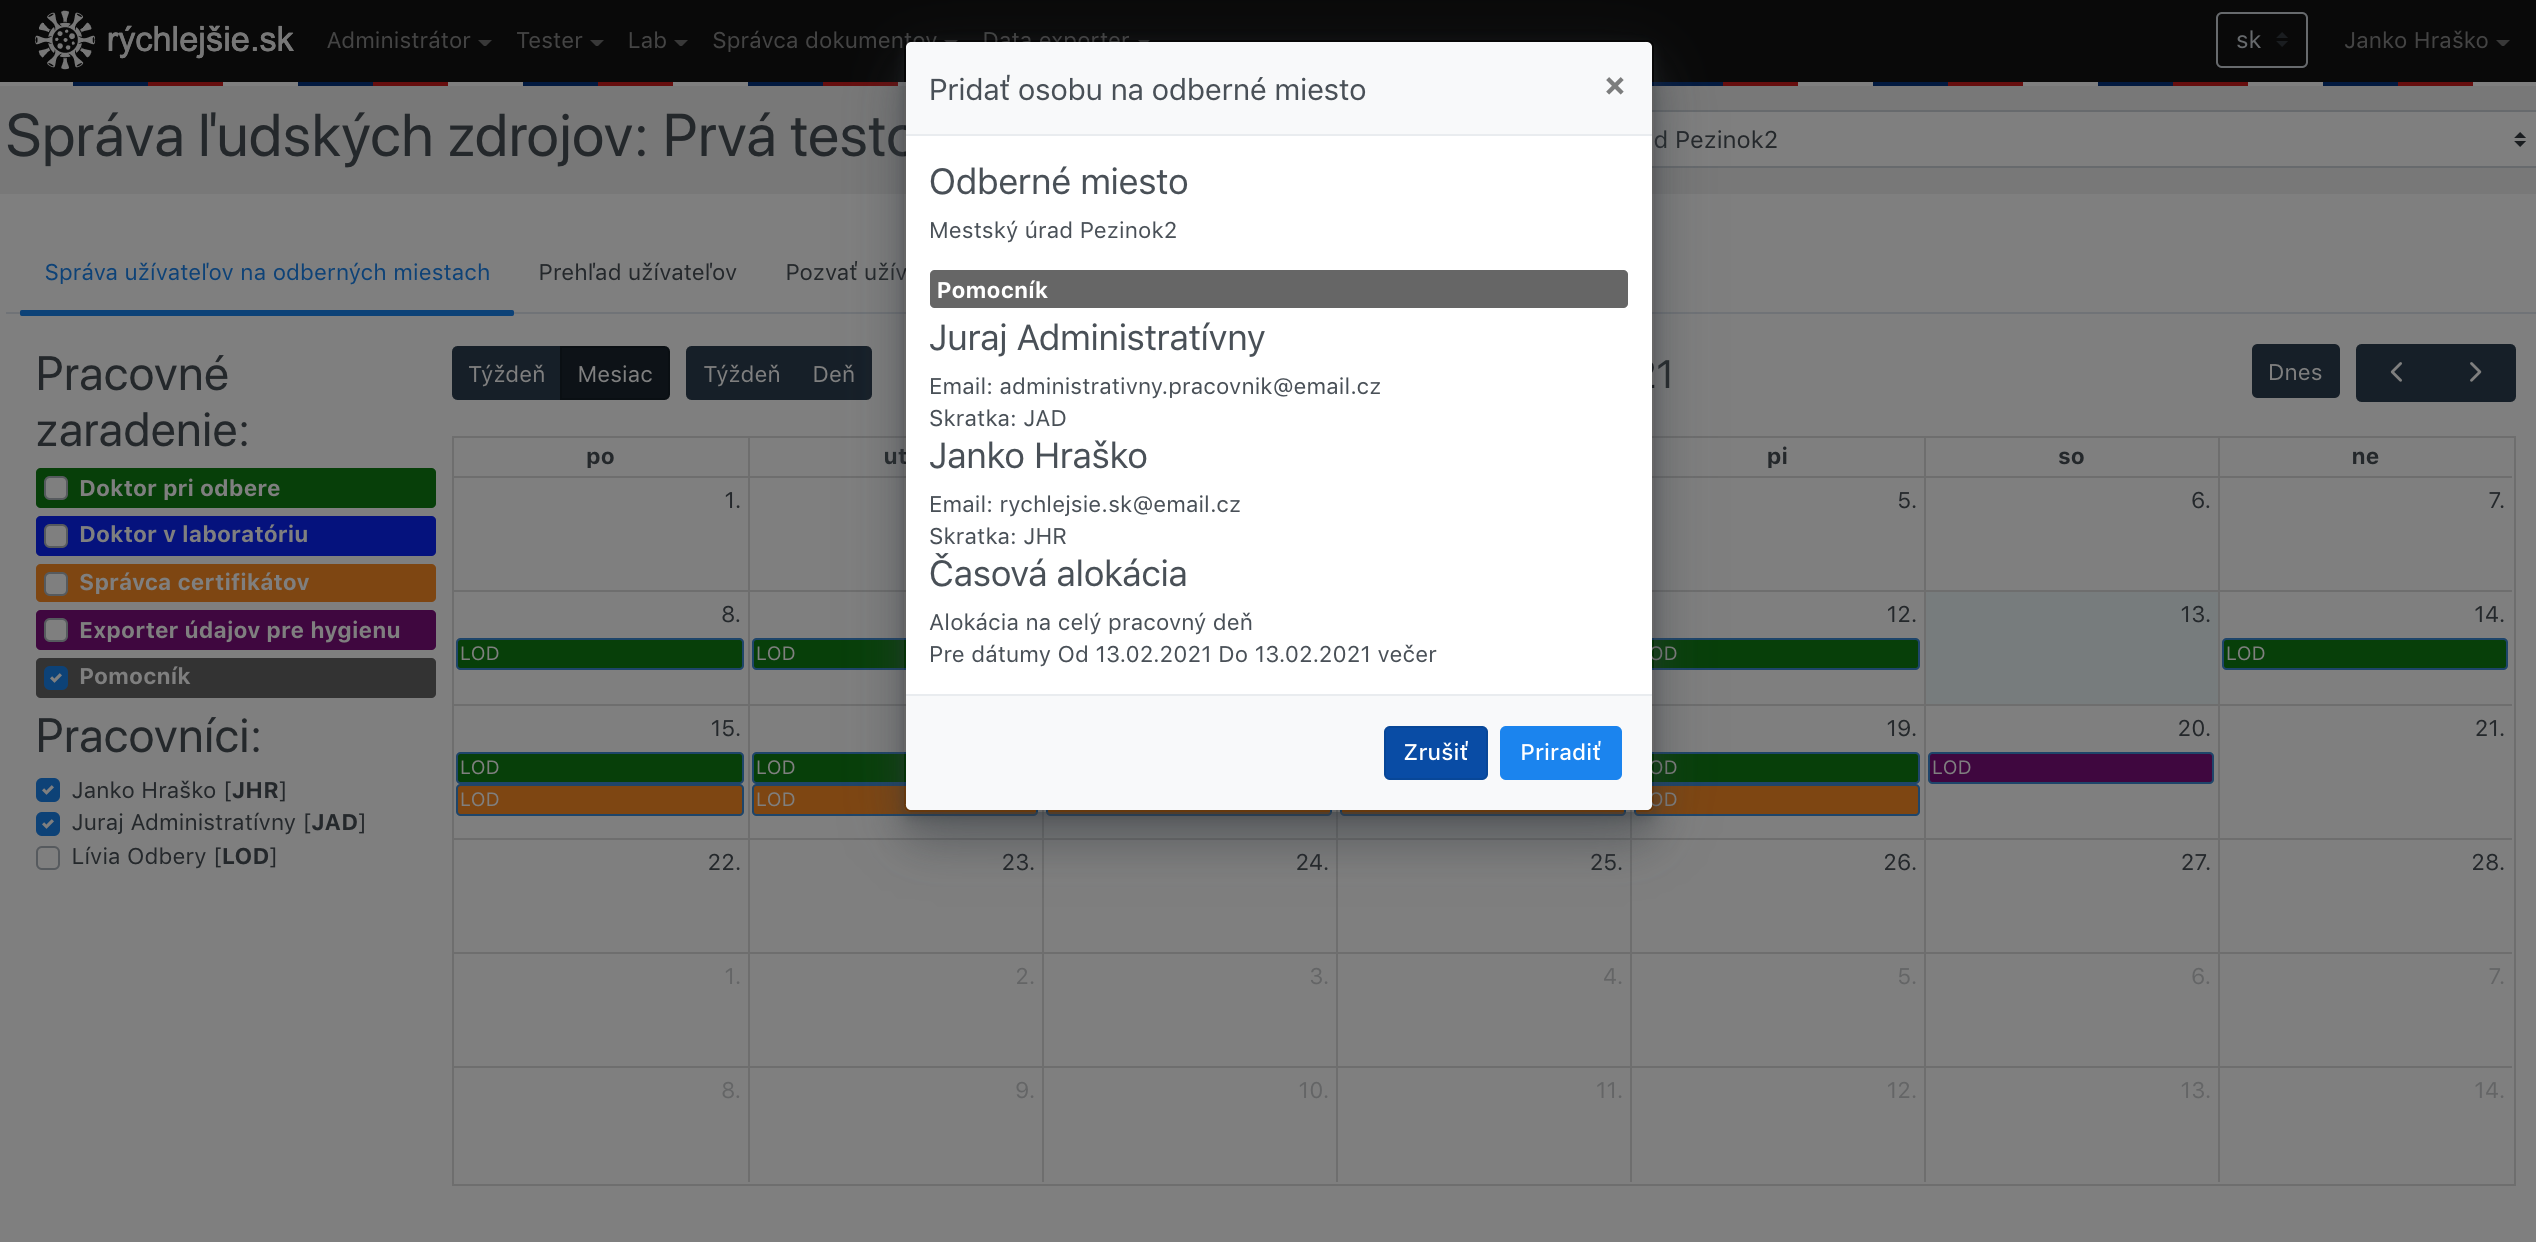 rýchlejšie.sk
Administrátor
Tester
Lab
Správca dokumentov
Data exporter
sk
Janko Hraško
Správa ľudských zdrojov: Prvá
Pezinok2
Správa užívateľov na odberných miestach
Prehľad užívateľov
Pozvať
Pracovné
zaradenie:
Doktor pri odbere
Doktor v laboratóriu
Správca certifikátov
Exporter údajov pre hygienu
Pomocník
Pracovníci:
Janko Hraško [JHR]
Juraj Administratívny [JAD]
Lívia Odbery [LOD]
Týždeň
Mesiac
Týždeň
Deň
Dnes
po
ut
pi
so
ne
1.
5.
6.
7.
8.
12.
13.
14.
LOD
LOD
LOD
15.
19.
20.
21.
LOD
LOD
LOD
LOD
LOD
22.
23.
24.
25.
26.
27.
28.
1.
2.
3.
4.
5.
6.
7.
8.
9.
10.
11.
12.
13.
14.
Pridať osobu na odberné miesto
×
Odberné miesto
Mestský úrad Pezinok2
Pomocník
Juraj Administratívny
Email: administrativny.pracovnik@email.cz
Skratka: JAD
Janko Hraško
Email: rychlejsie.sk@email.cz
Skratka: JHR
Časová alokácia
Alokácia na celý pracovný deň
Pre dátumy Od 13.02.2021 Do 13.02.2021 večer
Zrušiť
Priradiť